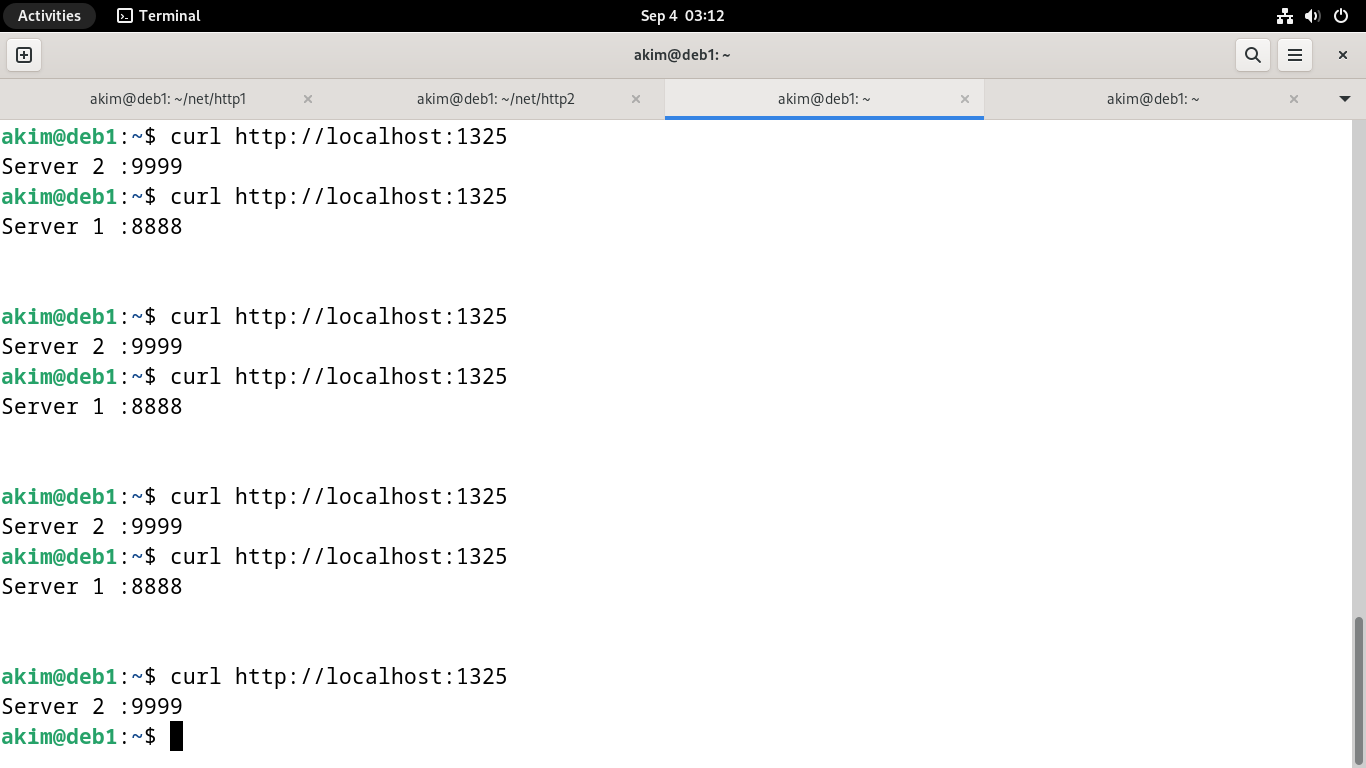 Activities Terminal Sep 4 03:12
akim@deb1: ~
akim@deb1: ~/net/http1 akim@deb1: ~/net/http2 akim@deb1: ~ akim@deb1: ~
akim@deb1:~$ curl http://localhost:1325
Server 2 :9999
akim@deb1:~$ curl http://localhost:1325
Server 1 :8888
akim@deb1:~$ curl http://localhost:1325
Server 2 :9999
akim@deb1:~$ curl http://localhost:1325
Server 1 :8888
akim@deb1:~$ curl http://localhost:1325
Server 2 :9999
akim@deb1:~$ curl http://localhost:1325
Server 1 :8888
akim@deb1:~$ curl http://localhost:1325
Server 2 :9999
akim@deb1:~$